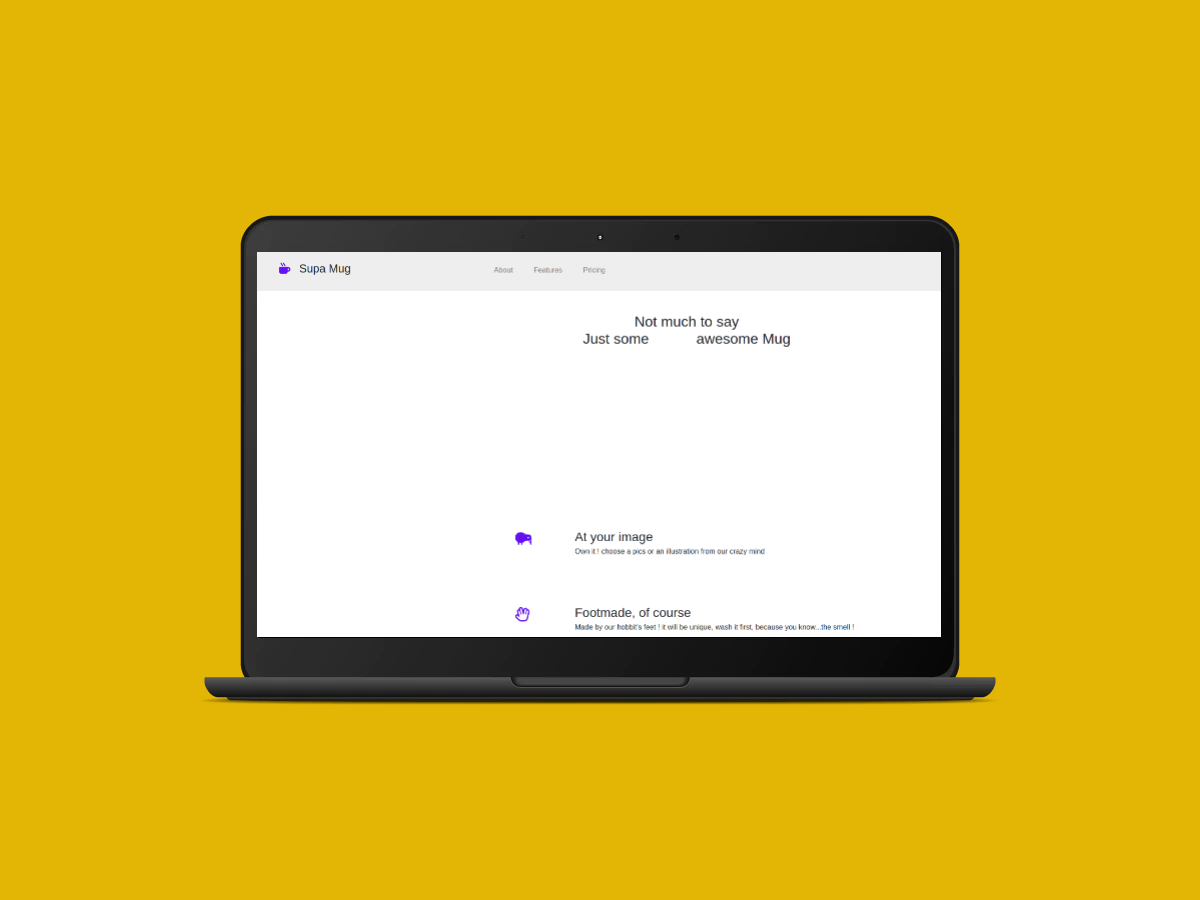 Supa Mug
About Features Pricing
Not much to say
Just some awesome Mug
At your image
Own it ! choose a pics or an illustration from our crazy mind
Footmade, of course
Made by our hobbit's feet ! it will be unique, wash it first, because you know...the smell !